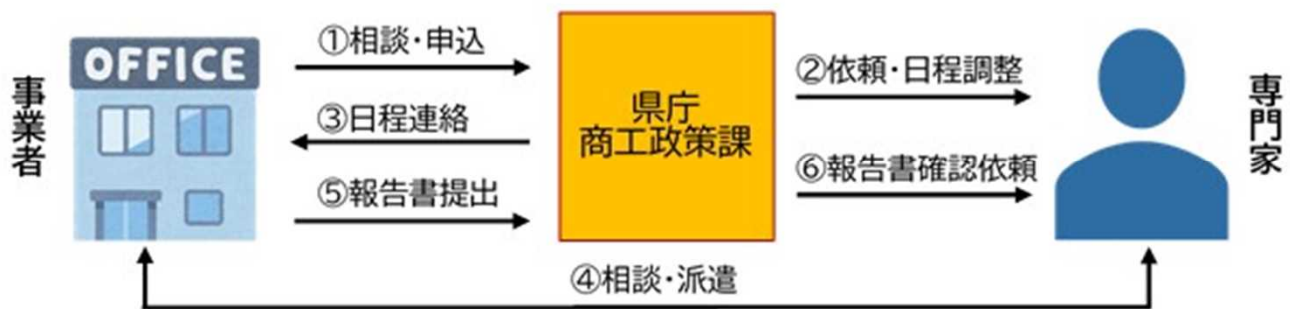 OFFICE
事業者
①相談・申込
③日程連絡
⑤報告書提出
県庁
商工政策課
②依頼・日程調整
⑥報告書確認依頼
専門家
④相談・派遣